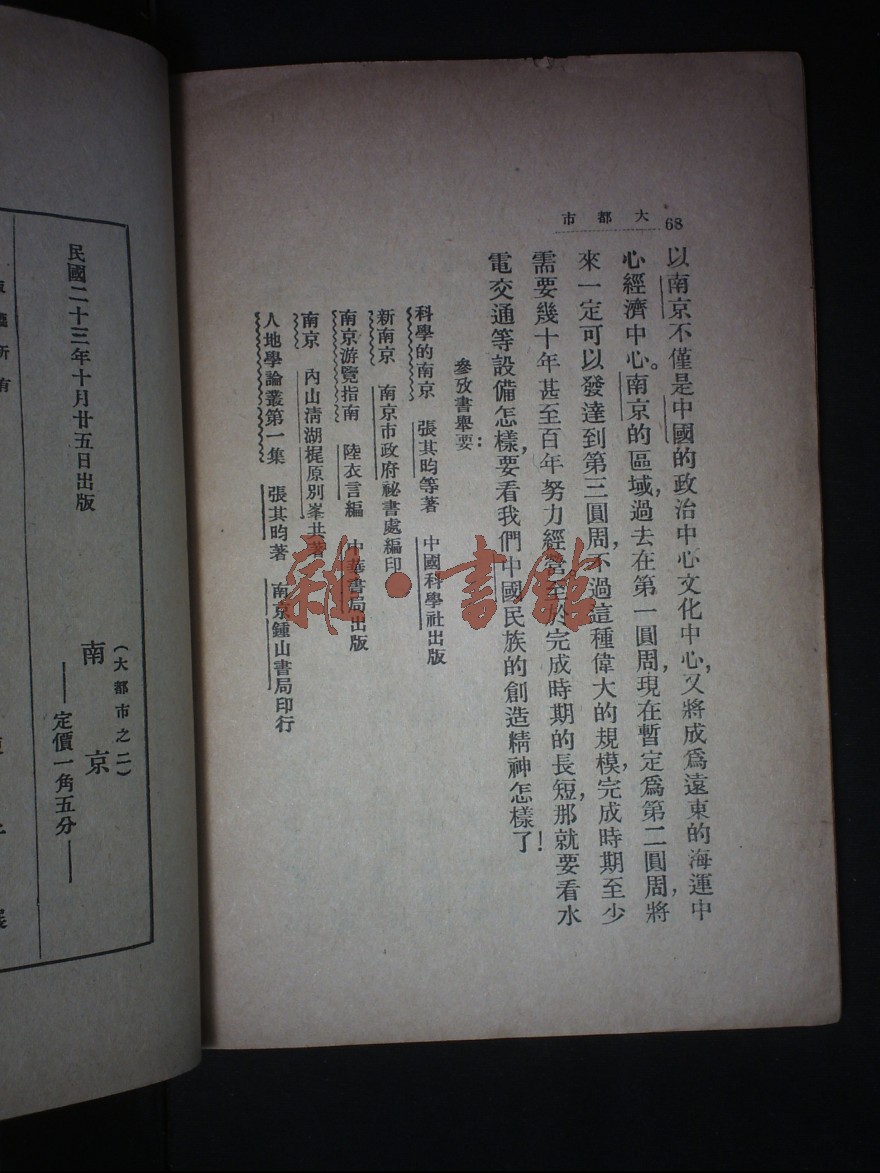 大都市
68
以南京不僅是中國的政治中心文化中心，又將成爲遠東的海運中
心經濟中心。南京的區域，過去在第一圓周，現在暫定爲第二圓周，將
來一定可以發達到第三圓周，不過這種偉大的規模，完成時期至少
需要幾十年甚至百年努力經營，至於完成時期的長短，那就要看水
電交通等設備怎樣，要看我們中國民族的創造精神怎樣了！
參攷書舉要：
科學的南京 張其昀等著 中國科學社出版
新南京 南京市政府祕書處編印
南京游覽指南 陸衣言編 中華書局出版
南京 內山淸湖梶原別峯共著
人地學論叢第一集 張其昀著 南京鍾山書局印行
雜·書館
（大都市之二）
南京
——定價一角五分——
民國二十三年十月廿五日出版